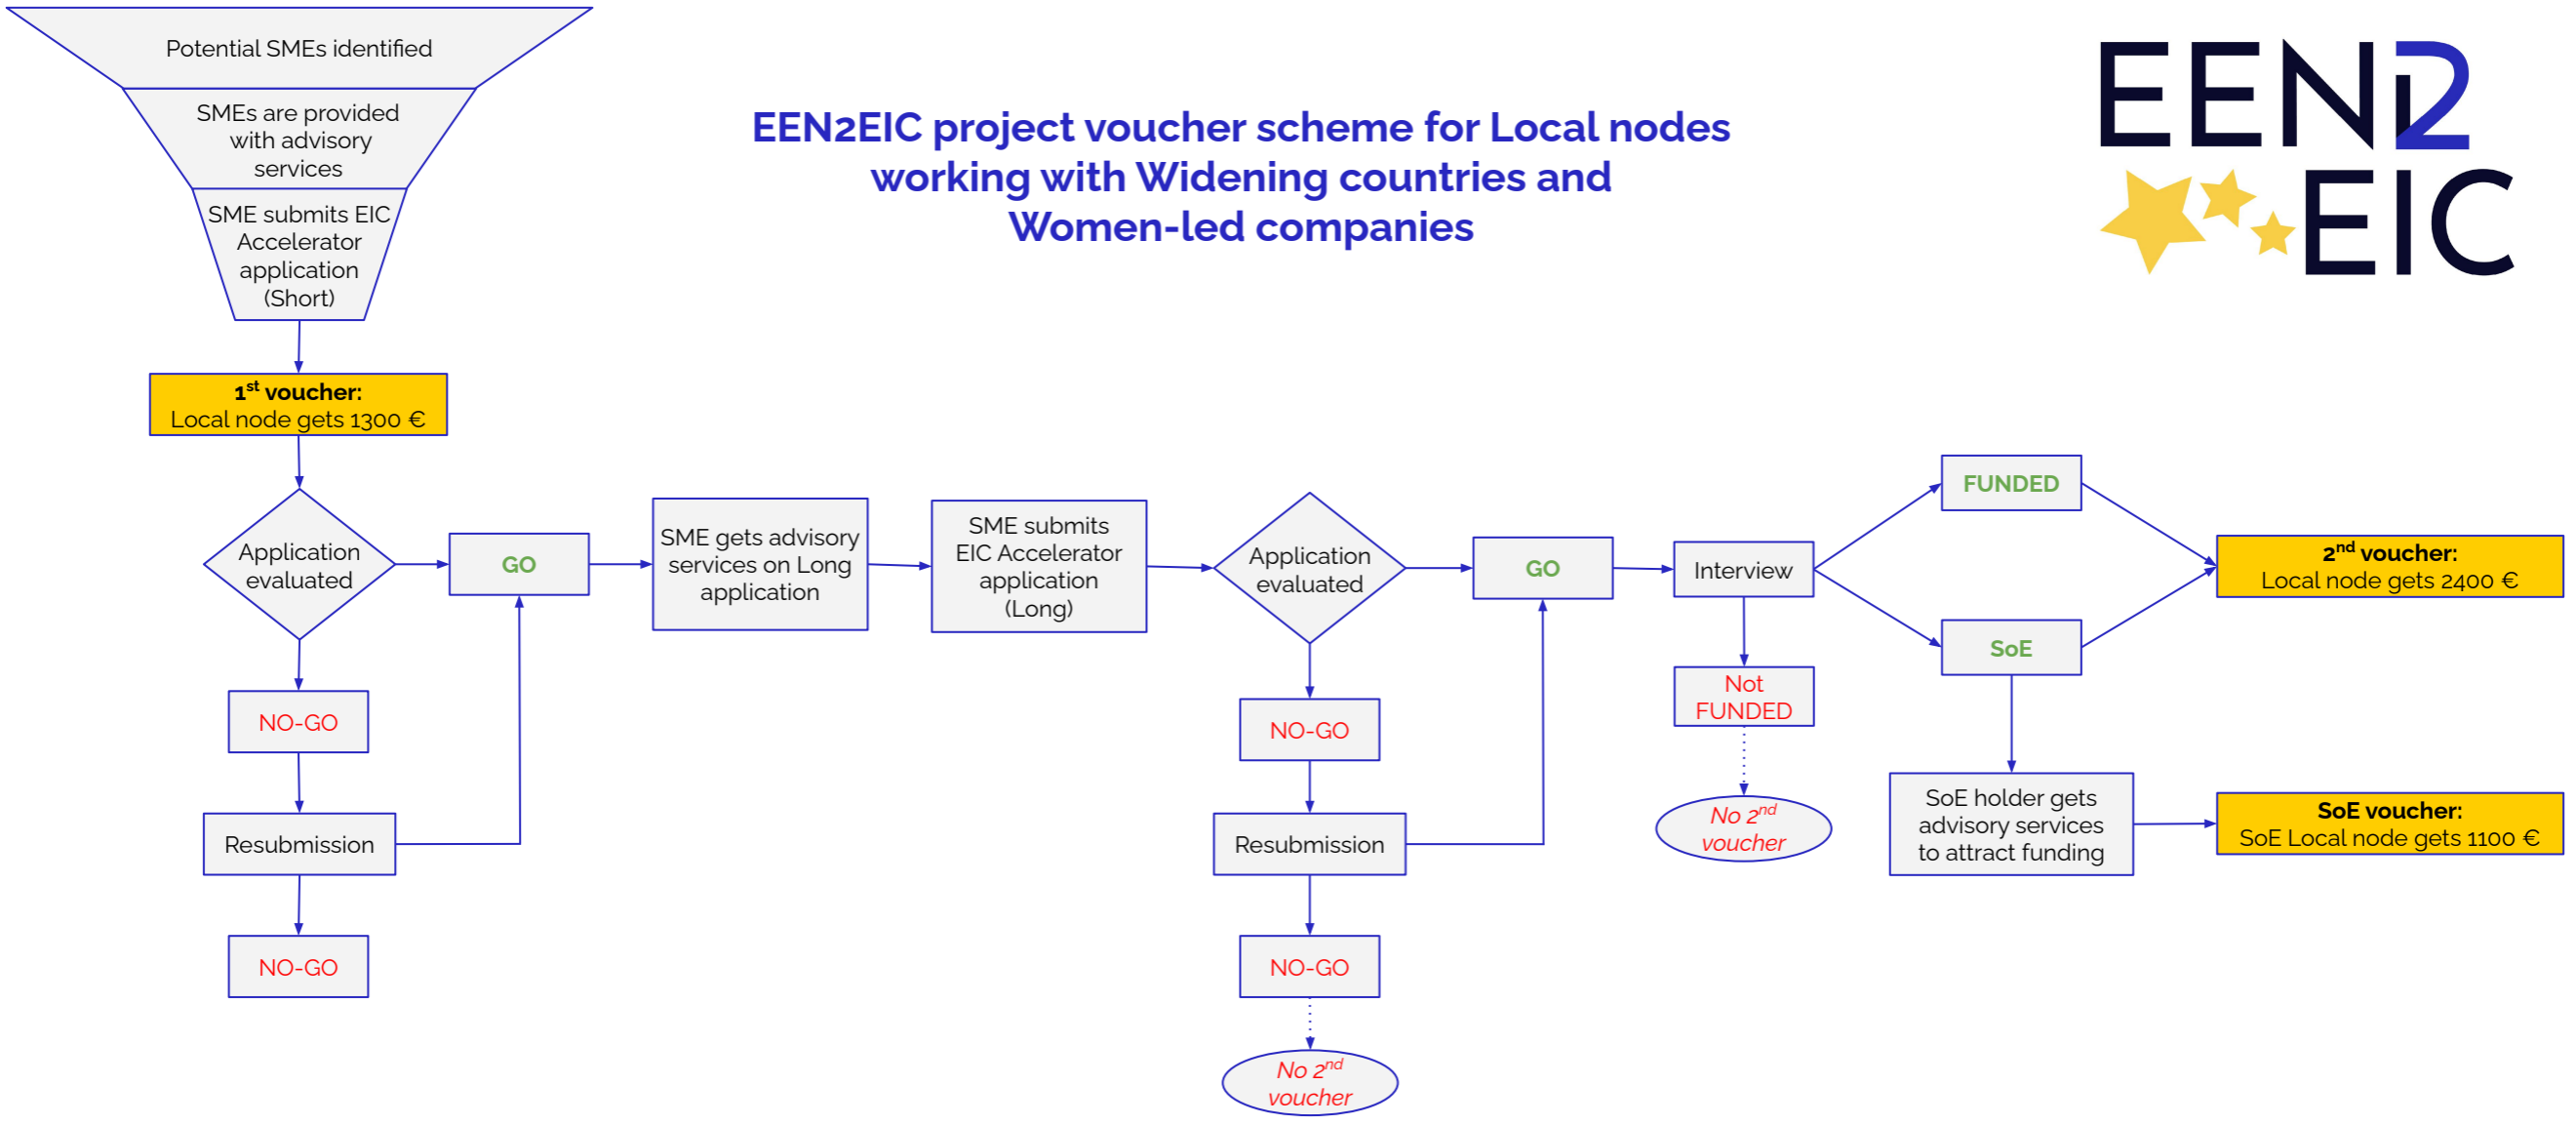 Potential SMEs identified
SMEs are provided
with advisory
services
SME submits EIC
Accelerator
application
(Short)
EEN2EIC project voucher scheme for Local nodes
working with Widening countries and
Women-led companies
EEN2
EIC
1st voucher:
Local node gets 1300 €
Application
evaluated
GO
SME gets advisory
services on Long
application
SME submits
EIC Accelerator
application
(Long)
Application
evaluated
GO
Interview
FUNDED
SoE
2nd voucher:
Local node gets 2400 €
NO-GO
Resubmission
NO-GO
NO-GO
Resubmission
NO-GO
No 2nd
voucher
Not
FUNDED
No 2nd
voucher
SoE holder gets
advisory services
to attract funding
SoE voucher:
SoE Local node gets 1100 €